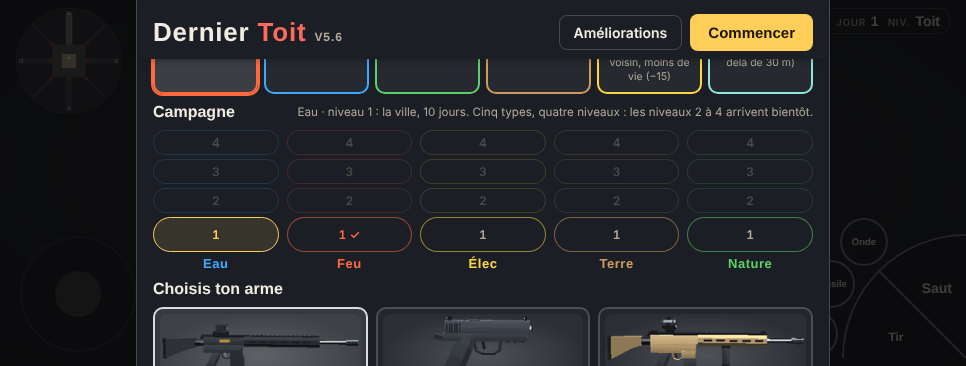 Dernier Toit V5.6
Améliorations
Commencer
JOUR 1 NIV. Toit
voisin, moins de
vie (−15)
delà de 30 m)
Campagne
Eau · niveau 1 : la ville, 10 jours. Cinq types, quatre niveaux : les niveaux 2 à 4 arrivent bientôt.
4 4 4 4 4
3 3 3 3 3
2 2 2 2 2
1 1 ✓ 1 1 1
Eau Feu Élec Terre Nature
Choisis ton arme
Onde
Saut
Tir